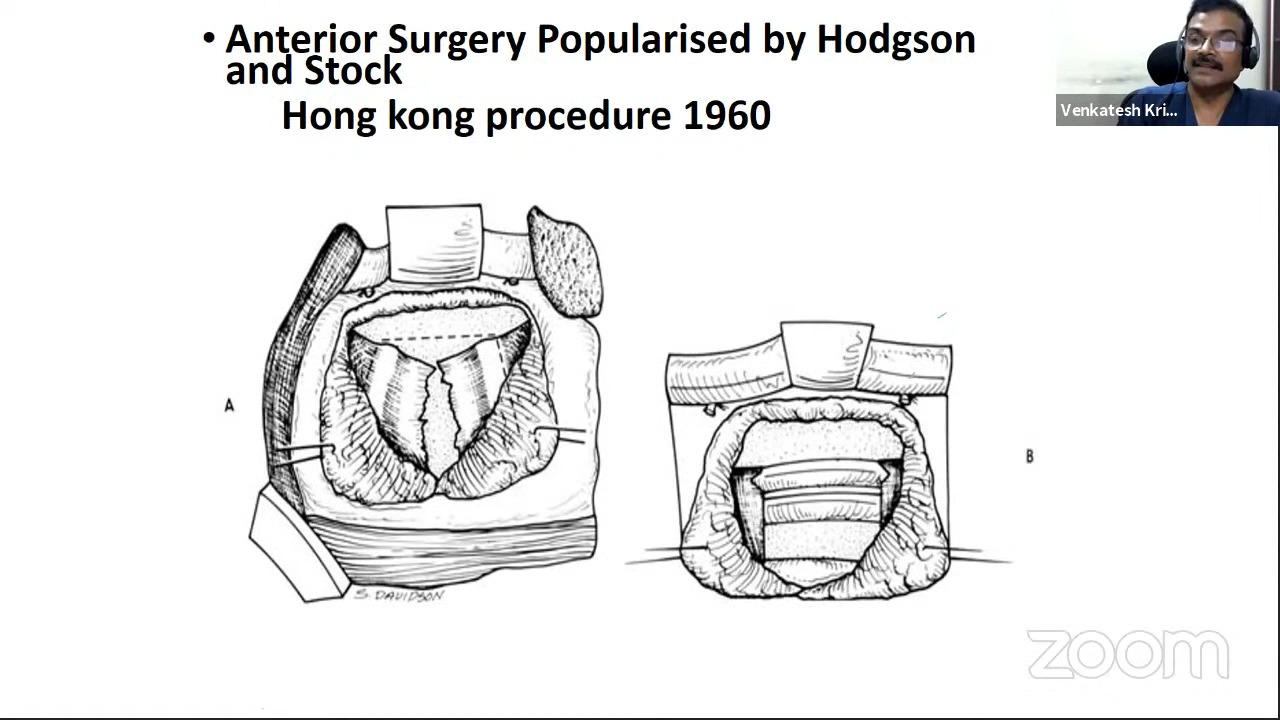 • Anterior Surgery Popularised by Hodgson
and Stock
Hong kong procedure 1960
Venkatesh Kri...
A
B
S. DAVIDSON
zoom